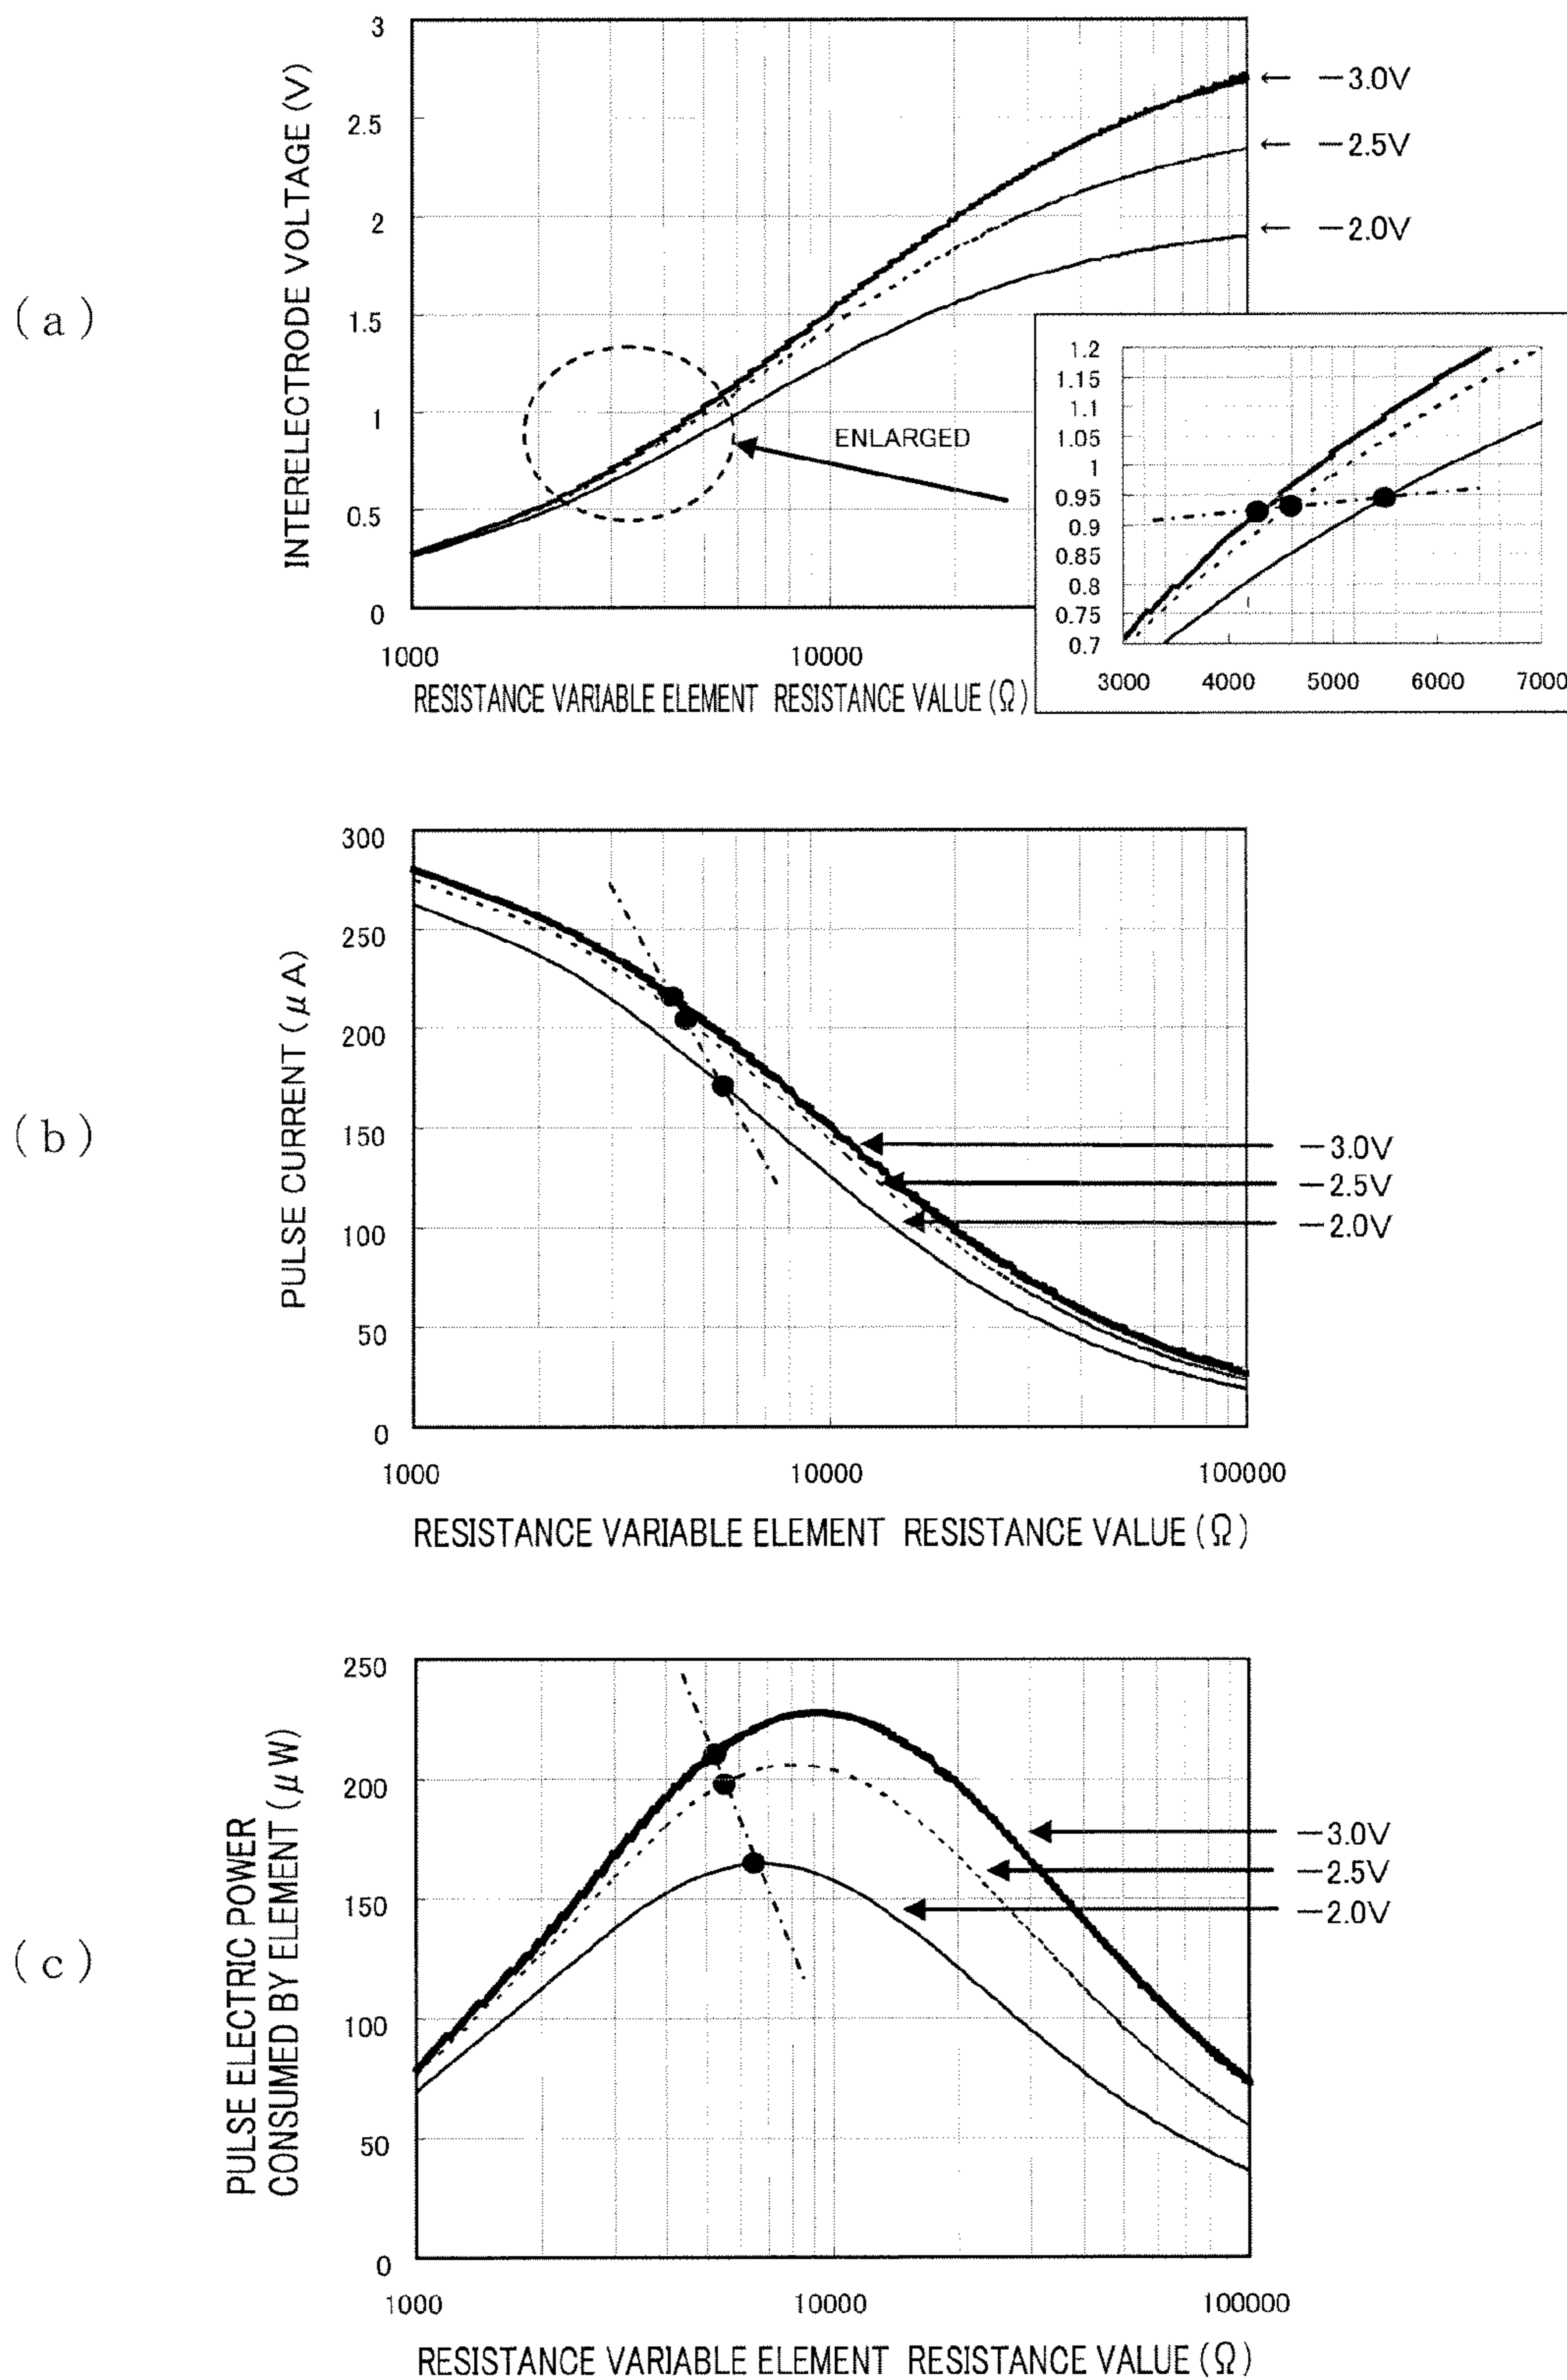 (a)
INTERELECTRODE VOLTAGE (V)
3
2.5
2
1.5
1
0.5
0
← −3.0V
← −2.5V
← −2.0V
ENLARGED
1.2
1.15
1.1
1.05
1
0.95
0.9
0.85
0.8
0.75
0.7
3000 4000 5000 6000 7000
1000 10000
RESISTANCE VARIABLE ELEMENT RESISTANCE VALUE (Ω)
(b)
PULSE CURRENT (μA)
300
250
200
150
100
50
0
−3.0V
−2.5V
−2.0V
1000 10000 100000
RESISTANCE VARIABLE ELEMENT RESISTANCE VALUE (Ω)
(c)
PULSE ELECTRIC POWER
CONSUMED BY ELEMENT (μW)
250
200
150
100
50
0
−3.0V
−2.5V
−2.0V
1000 10000 100000
RESISTANCE VARIABLE ELEMENT RESISTANCE VALUE (Ω)